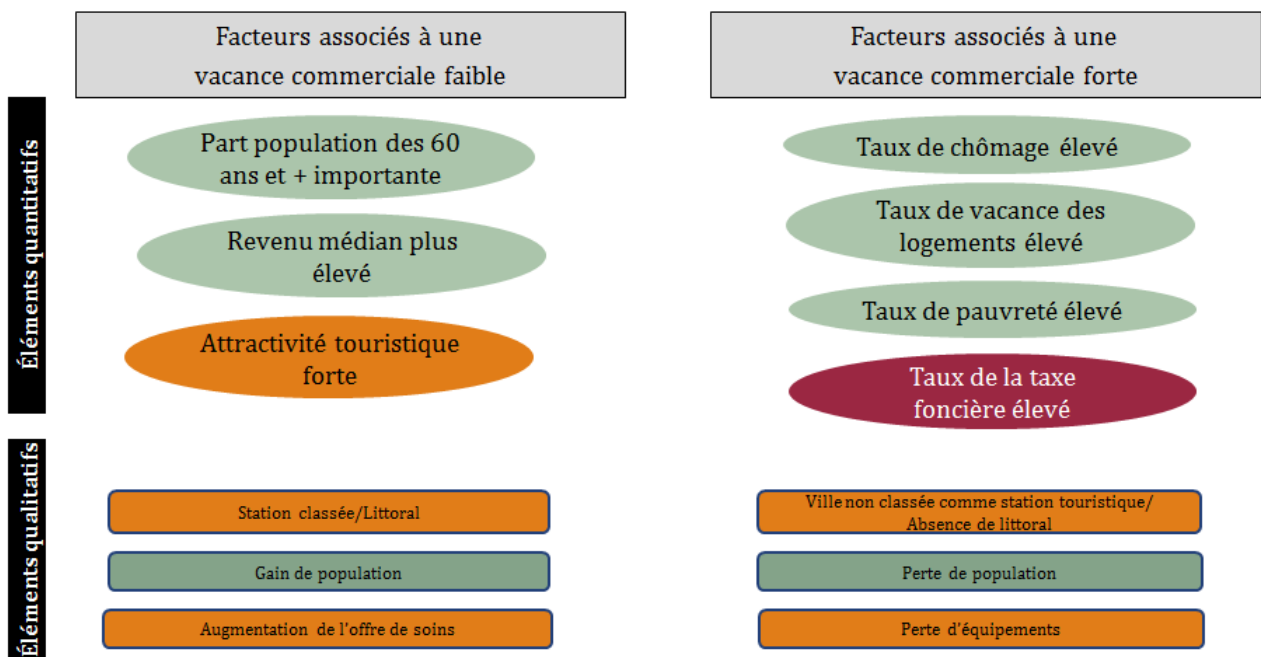 Facteurs associés à une
vacance commerciale faible
Facteurs associés à une
vacance commerciale forte
Éléments quantitatifs
Part population des 60
ans et + importante
Revenu médian plus
élevé
Attractivité touristique
forte
Taux de chômage élevé
Taux de vacance des
logements élevé
Taux de pauvreté élevé
Taux de la taxe
foncière élevé
Éléments qualitatifs
Station classée/Littoral
Gain de population
Augmentation de l'offre de soins
Ville non classée comme station touristique/
Absence de littoral
Perte de population
Perte d'équipements